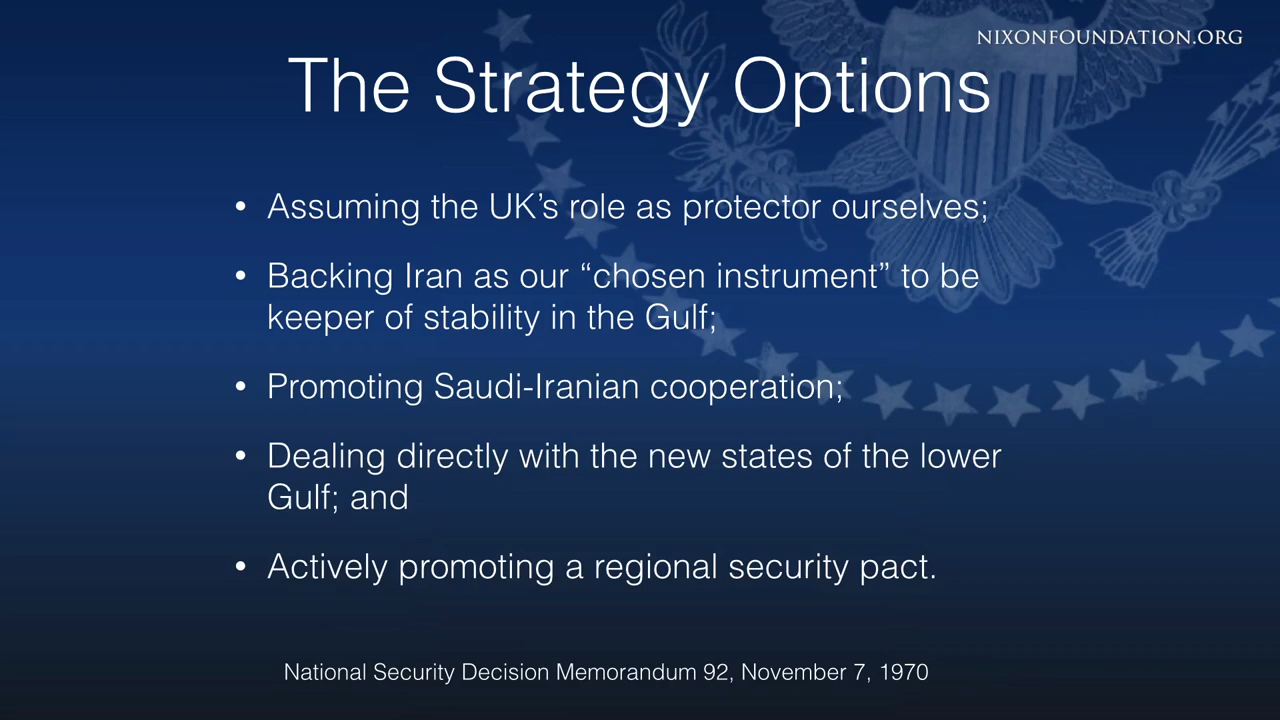 NIXONFOUNDATION.ORG
The Strategy Options
• Assuming the UK’s role as protector ourselves;
• Backing Iran as our “chosen instrument” to be
keeper of stability in the Gulf;
• Promoting Saudi-Iranian cooperation;
• Dealing directly with the new states of the lower
Gulf; and
• Actively promoting a regional security pact.
National Security Decision Memorandum 92, November 7, 1970